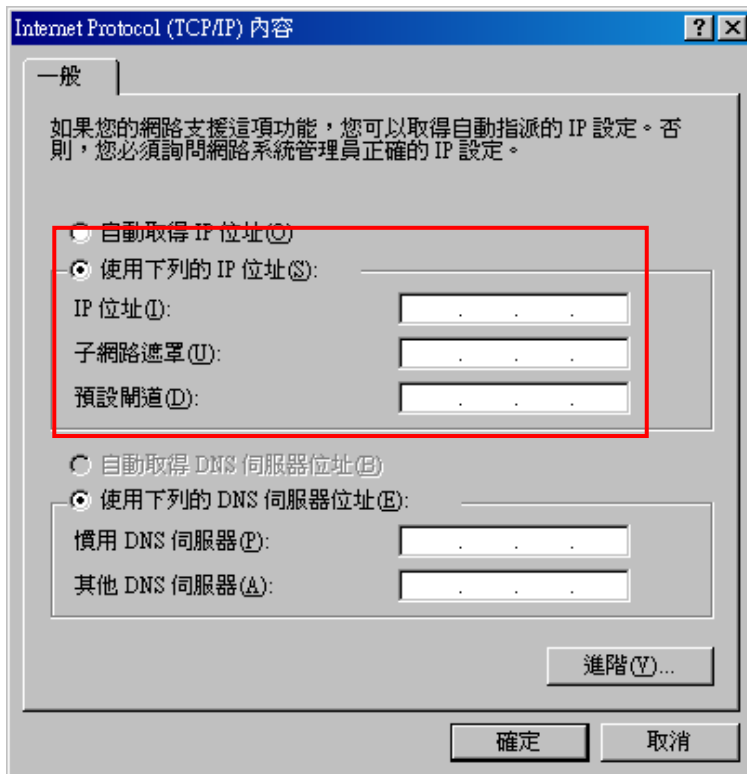 Internet Protocol (TCP/IP) 內容
一般
如果您的網路支援這項功能，您可以取得自動指派的 IP 設定。否
則，您必須詢問網路系統管理員正確的 IP 設定。
自動取得 IP 位址(O)
使用下列的 IP 位址(S):
IP 位址(I):
子網路遮罩(U):
預設閘道(D):
自動取得 DNS 伺服器位址(B)
使用下列的 DNS 伺服器位址(E):
慣用 DNS 伺服器(P):
其他 DNS 伺服器(A):
進階(V)...
確定 取消